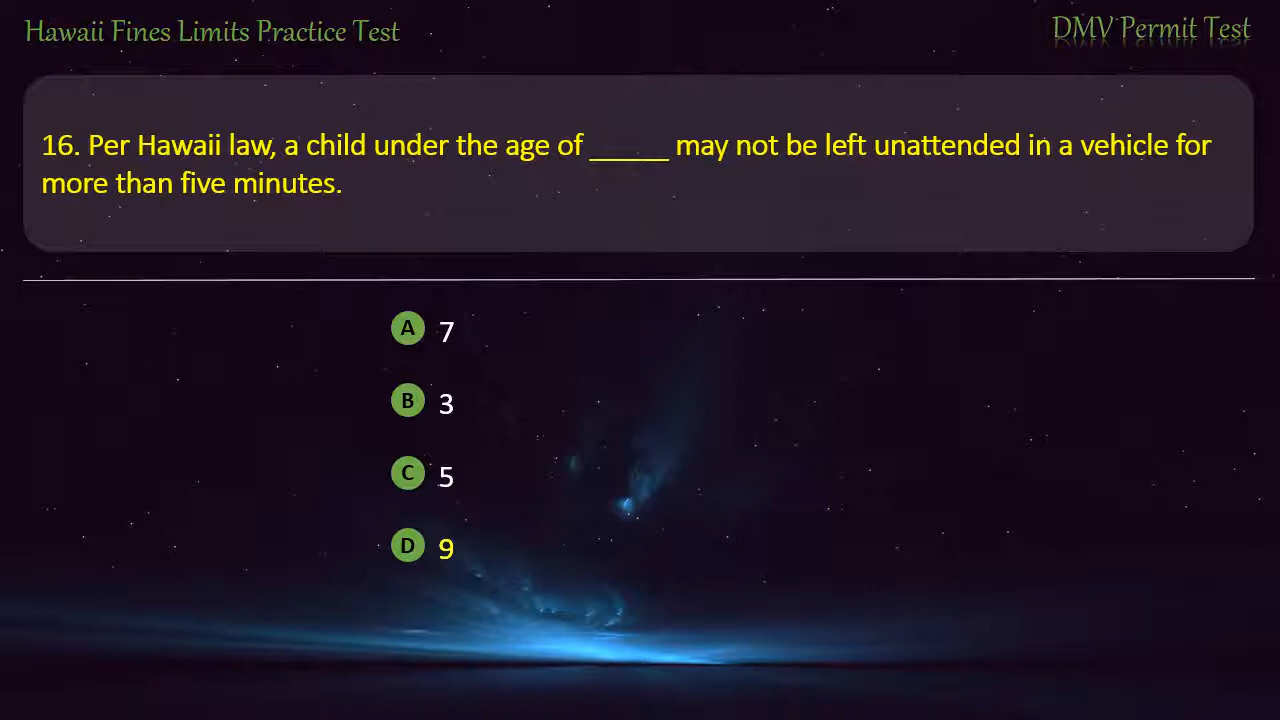 Hawaii Fines Limits Practice Test
DMV Permit Test
16. Per Hawaii law, a child under the age of _____ may not be left unattended in a vehicle for
more than five minutes.
A 7
B 3
C 5
D 9